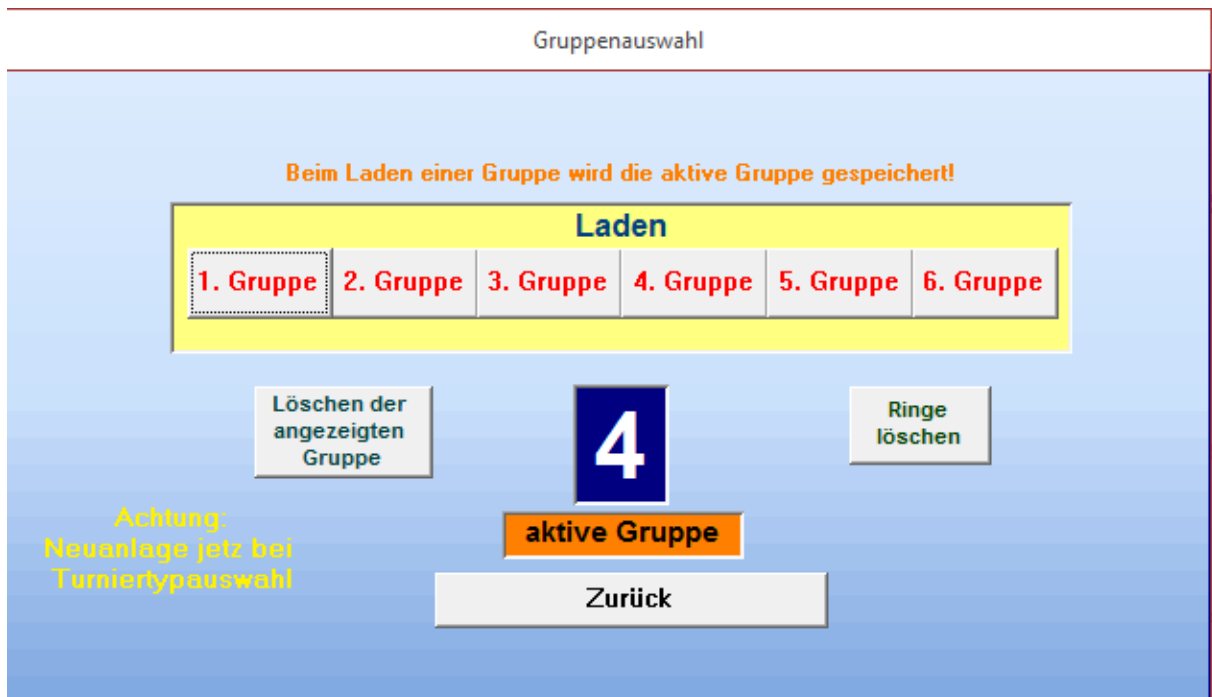 Gruppenauswahl
Beim Laden einer Gruppe wird die aktive Gruppe gespeichert!
Laden
1. Gruppe 2. Gruppe 3. Gruppe 4. Gruppe 5. Gruppe 6. Gruppe
Löschen der
angezeigten
Gruppe
4
Ringe
löschen
aktive Gruppe
Achtung:
Neuanlage jetz bei
Turniertypauswahl
Zurück